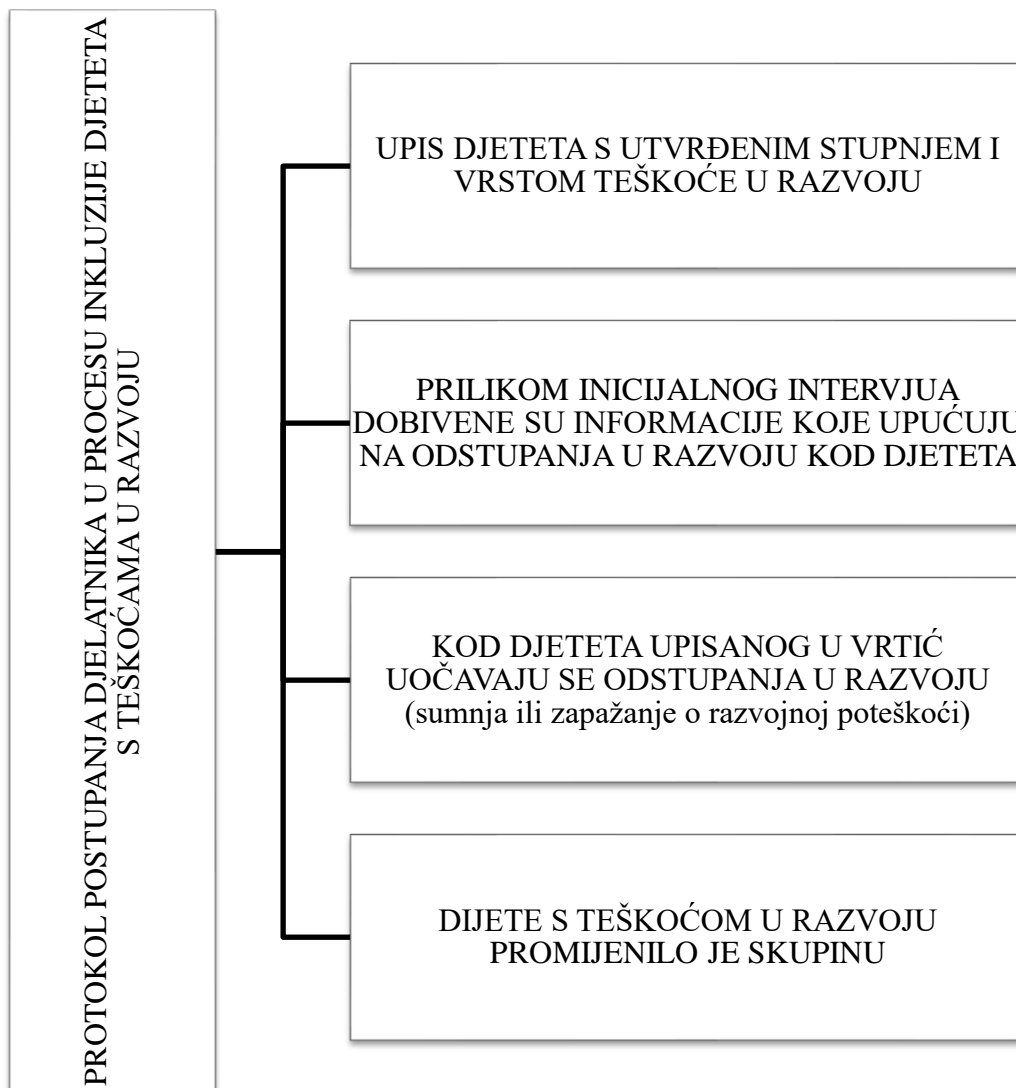 PROTOKOL POSTUPANJA DJELATNIKA U PROCESU INKLUZIJE DJETETA
S TEŠKOĆAMA U RAZVOJU
UPIS DJETETA S UTVRĐENIM STUPNJEM I
VRSTOM TEŠKOĆE U RAZVOJU
PRILIKOM INICIJALNOG INTERVJUA
DOBIVENE SU INFORMACIJE KOJE UPUĆUJU
NA ODSTUPANJA U RAZVOJU KOD DJETETA
KOD DJETETA UPISANOG U VRTIĆ
UOČAVAJU SE ODSTUPANJA U RAZVOJU
(sumnja ili zapažanje o razvojnoj poteškoći)
DIJETE S TEŠKOĆOM U RAZVOJU
PROMIJENILO JE SKUPINU